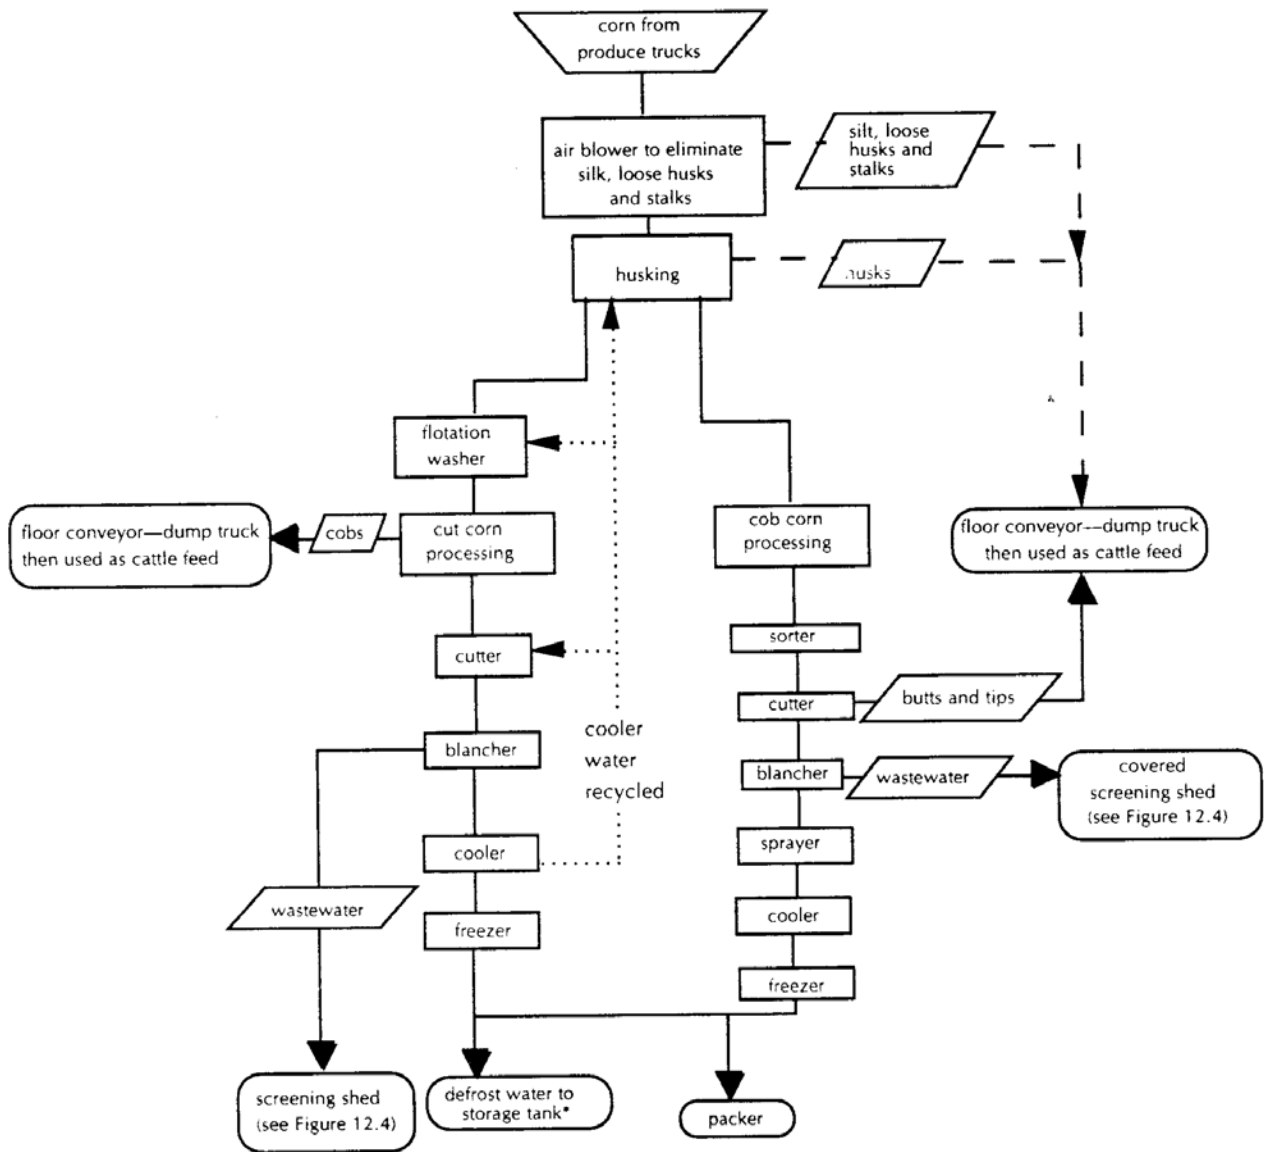 corn from
produce trucks
air blower to eliminate
silk, loose husks
and stalks
silt, loose
husks and
stalks
husking
husks
flotation
washer
floor conveyor—dump truck
then used as cattle feed
cobs
cut corn
processing
cob corn
processing
floor conveyor—dump truck
then used as cattle feed
sorter
cutter
cutter
butts and tips
cooler
water
recycled
blancher
blancher
wastewater
covered
screening shed
(see Figure 12.4)
sprayer
cooler
wastewater
freezer
cooler
freezer
screening shed
(see Figure 12.4)
defrost water to
storage tank*
packer